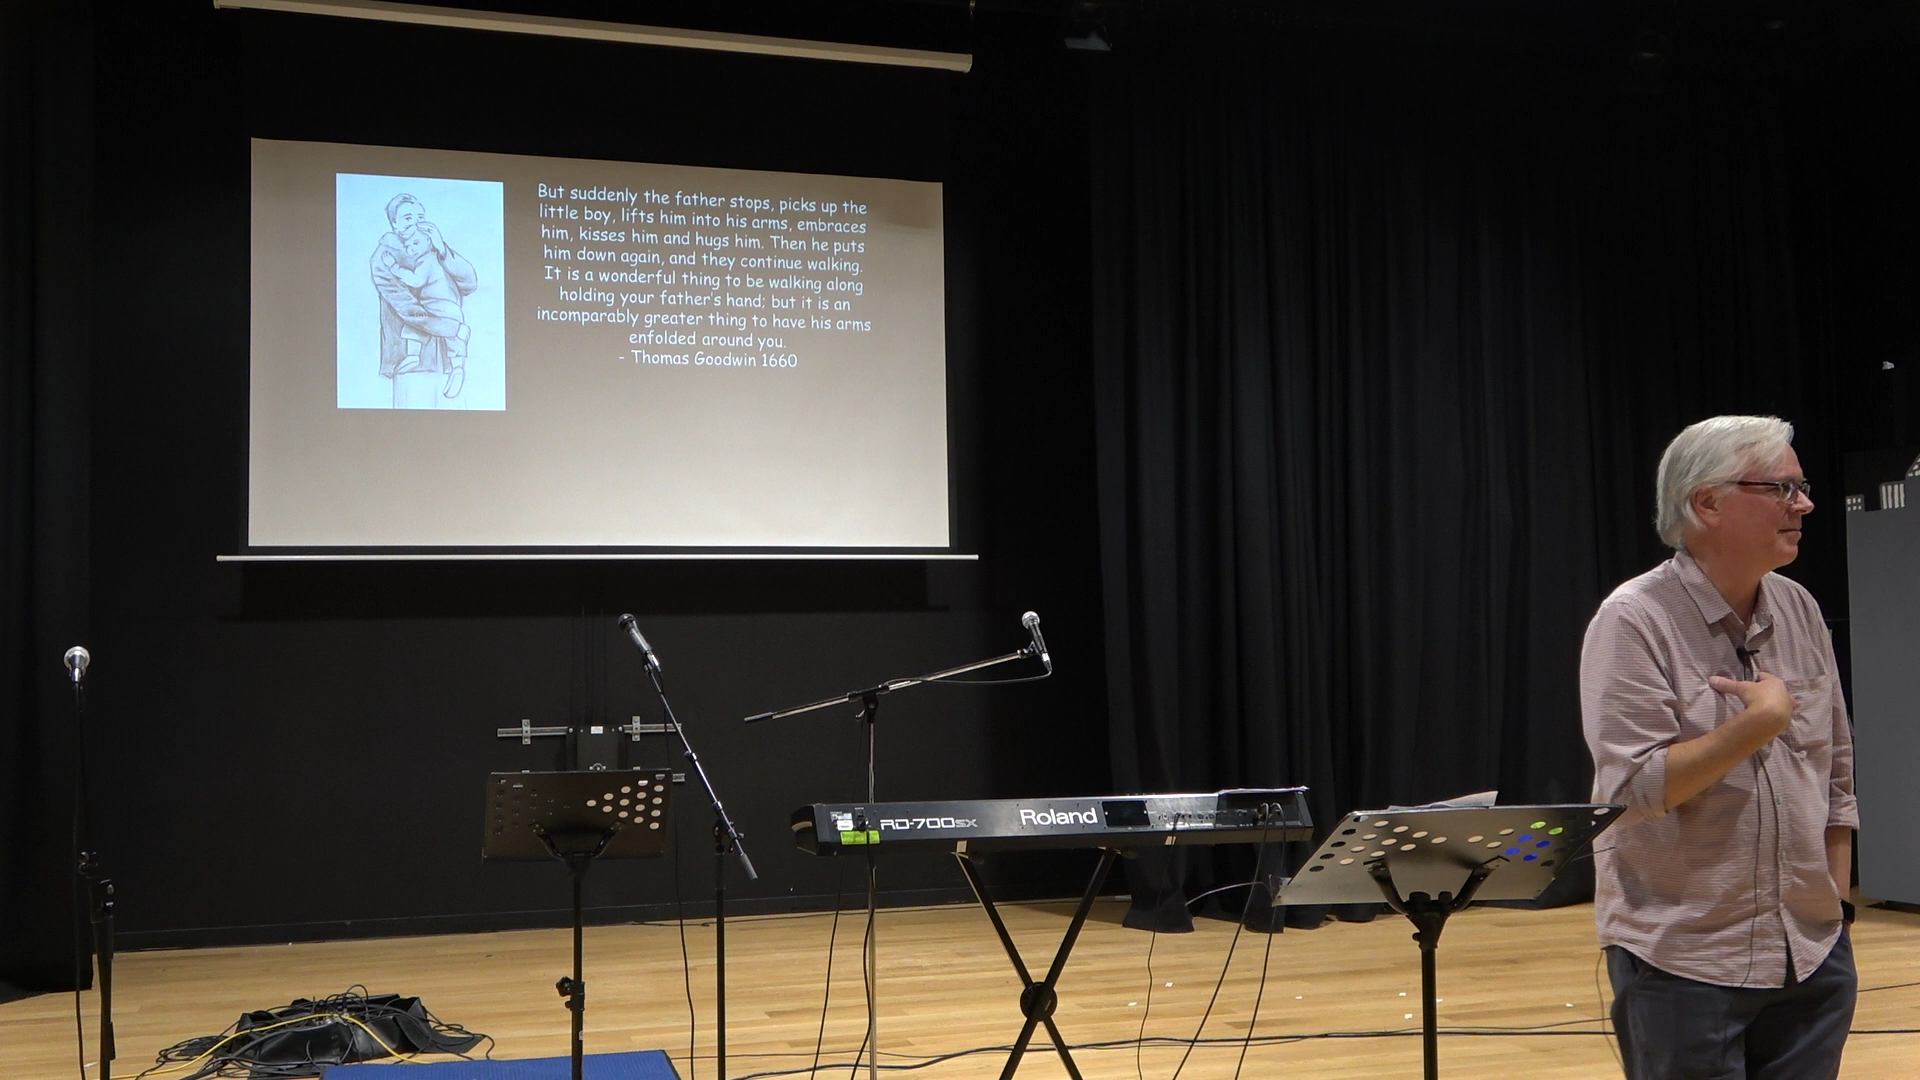 But suddenly the father stops, picks up the
little boy, lifts him into his arms, embraces
him, kisses him and hugs him. Then he puts
him down again, and they continue walking.
It is a wonderful thing to be walking along
holding your father's hand; but it is an
incomparably greater thing to have his arms
enfolded around you.
- Thomas Goodwin 1660
RD-700SX Roland